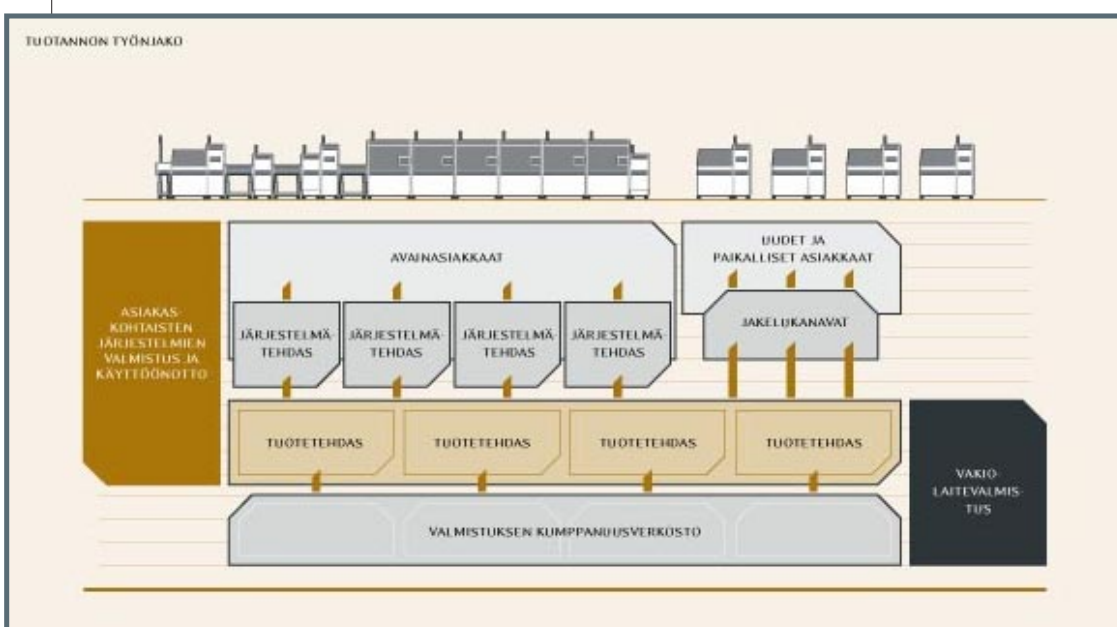 TUOTANNON TYÖNJAKO
AVAINASIAKKAAT
UUDET JA
PAIKALLISET ASIAKKAAT
ASIAKAS-
KOHTAISTEN
JÄRJESTELMIEN
VALMISTUS JA
KÄYTTÖÖNOTTO
JÄRJESTELMÄ-
TEHDAS
JÄRJESTELMÄ-
TEHDAS
JÄRJESTELMÄ-
TEHDAS
JÄRJESTELMÄ-
TEHDAS
JAKELUKANAVAT
TUOTETEHDAS
TUOTETEHDAS
TUOTETEHDAS
TUOTETEHDAS
VAKIO-
LAITEVALMIS-
TUS
VALMISTUKSEN KUMPPANUUSVERKOSTO